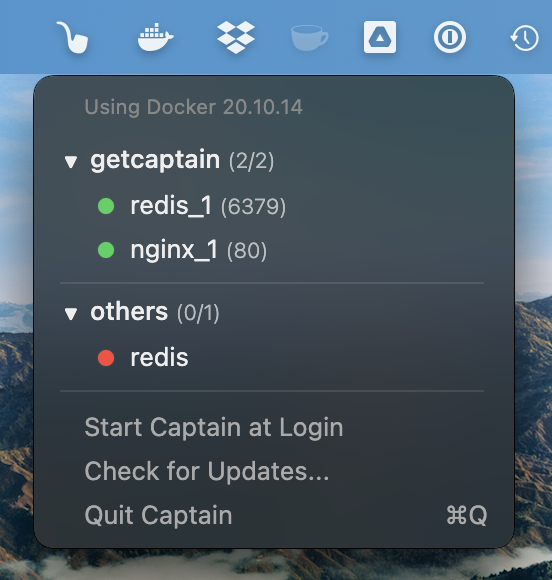 Using Docker 20.10.14
getcaptain (2/2)
redis_1 (6379)
nginx_1 (80)
others (0/1)
redis
Start Captain at Login
Check for Updates...
Quit Captain ⌘Q